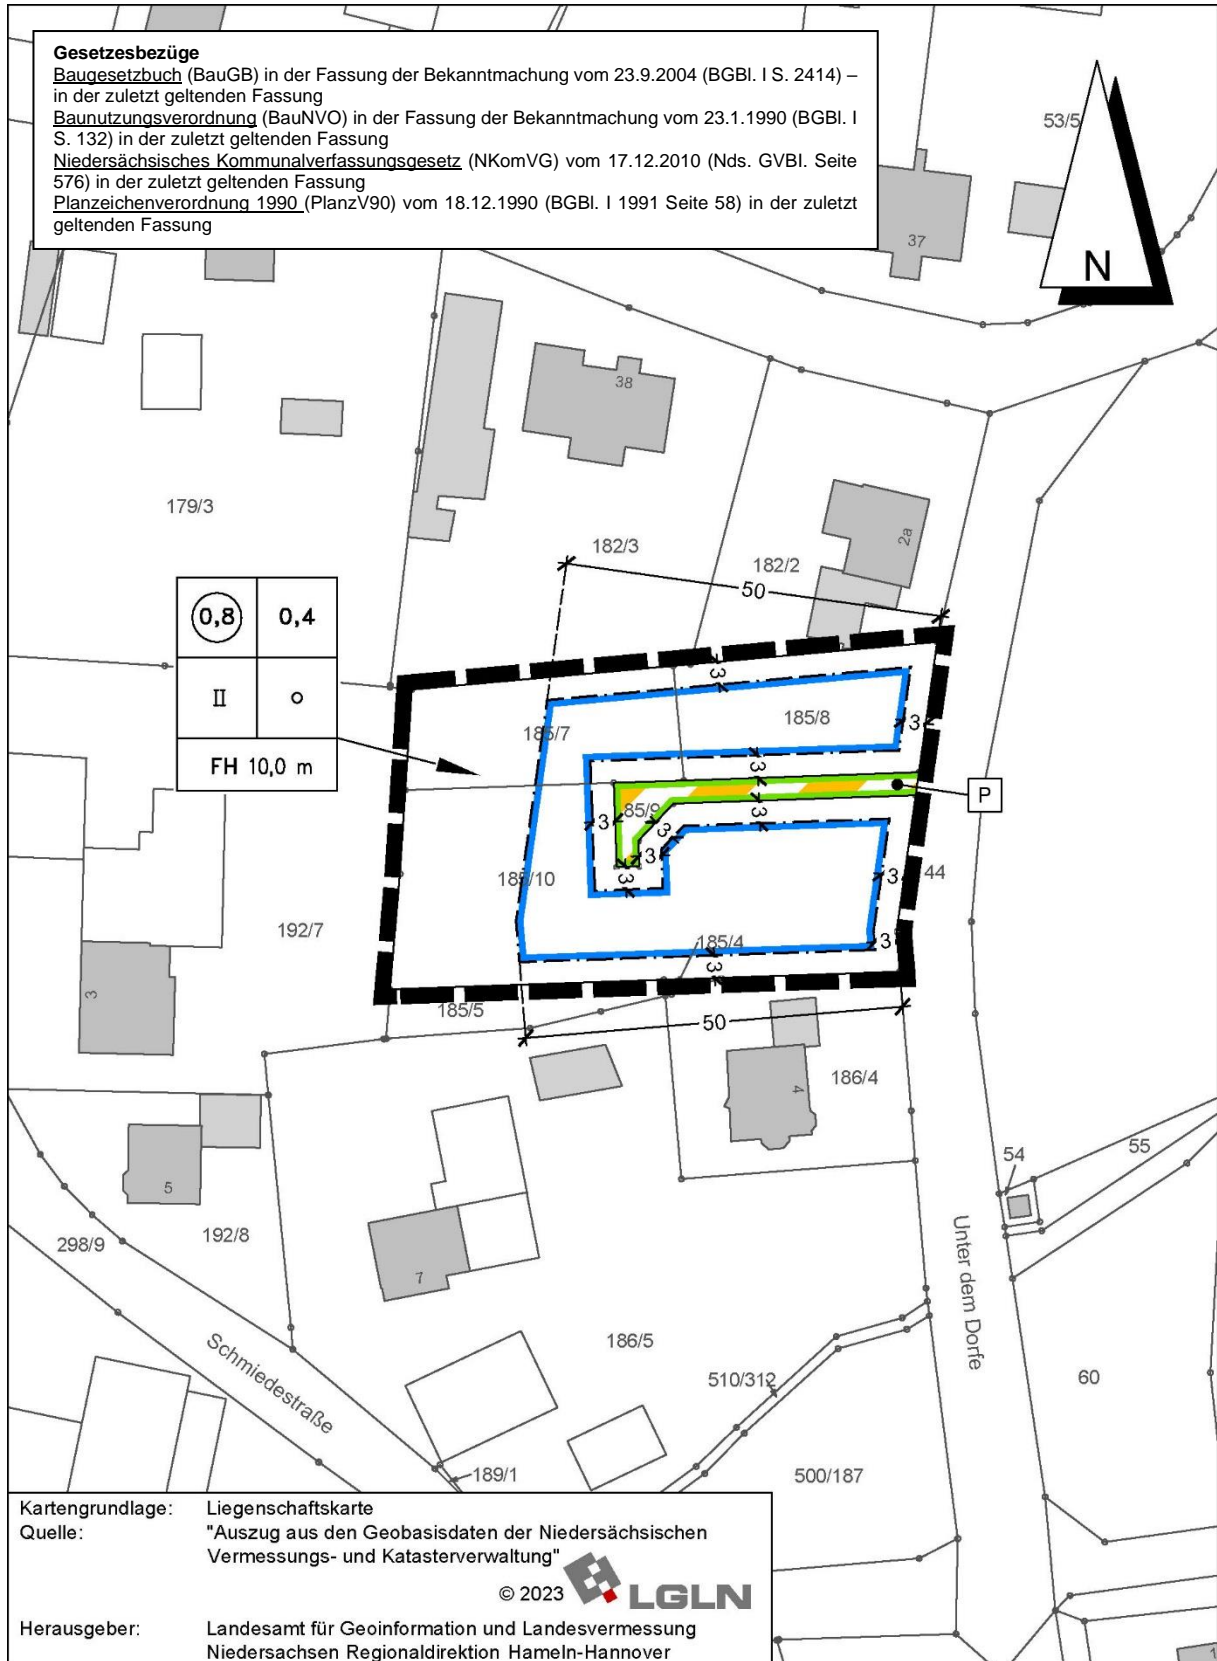 Gesetzesbezüge
Baugesetzbuch (BauGB) in der Fassung der Bekanntmachung vom 23.9.2004 (BGBl. I S. 2414) –
in der zuletzt geltenden Fassung
Baunutzungsverordnung (BauNVO) in der Fassung der Bekanntmachung vom 23.1.1990 (BGBl. I
S. 132) in der zuletzt geltenden Fassung
Niedersächsisches Kommunalverfassungsgesetz (NKomVG) vom 17.12.2010 (Nds. GVBl. Seite
576) in der zuletzt geltenden Fassung
Planzeichenverordnung 1990 (PlanzV90) vom 18.12.1990 (BGBl. I 1991 Seite 58) in der zuletzt
geltenden Fassung
53/5
37
N
38
179/3
2a
182/3
182/2
50
0,8 0,4
II o
FH 10,0 m
3
185/7
185/8
3
3
3
85/9
P
3
3
3
3
3
185/10
3
44
192/7
185/4
3
3
3
185/5
50
186/4
4
5
192/8
298/9
7
54
55
Unter dem Dorfe
Schmiedestraße
186/5
510/312
60
189/1
500/187
Kartengrundlage: Liegenschaftskarte
Quelle: "Auszug aus den Geobasisdaten der Niedersächsischen
Vermessungs- und Katasterverwaltung"
© 2023 LGLN
Herausgeber: Landesamt für Geoinformation und Landesvermessung
Niedersachsen Regionaldirektion Hameln-Hannover
1